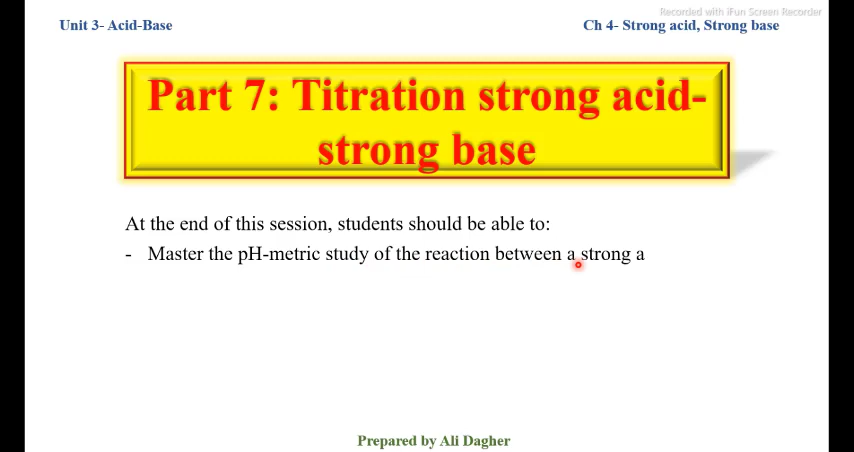 Recorded with iFun Screen Recorder
Unit 3- Acid-Base
Ch 4- Strong acid, Strong base
Part 7: Titration strong acid-
strong base
At the end of this session, students should be able to:
- Master the pH-metric study of the reaction between a strong a
Prepared by Ali Dagher